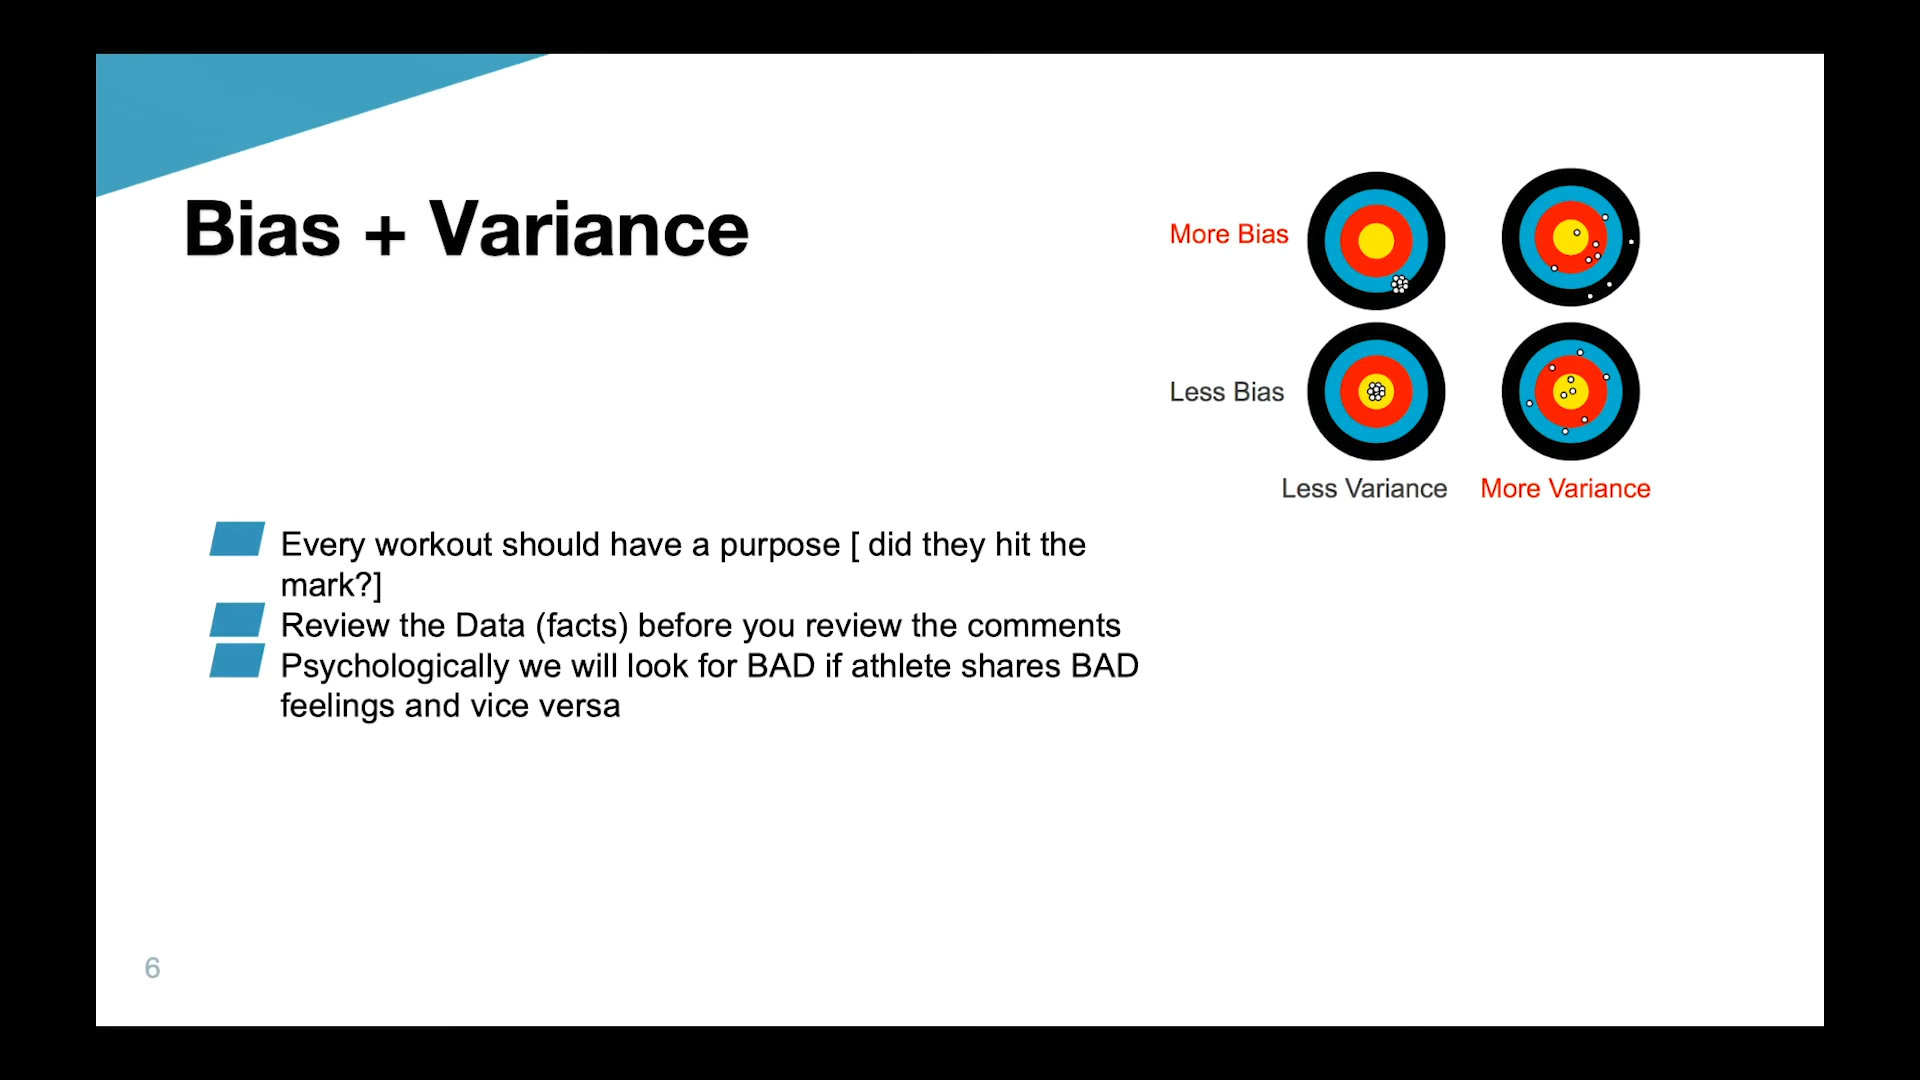 Bias + Variance
More Bias
Less Bias
Less Variance
More Variance
Every workout should have a purpose [ did they hit the
mark?]
Review the Data (facts) before you review the comments
Psychologically we will look for BAD if athlete shares BAD
feelings and vice versa
6